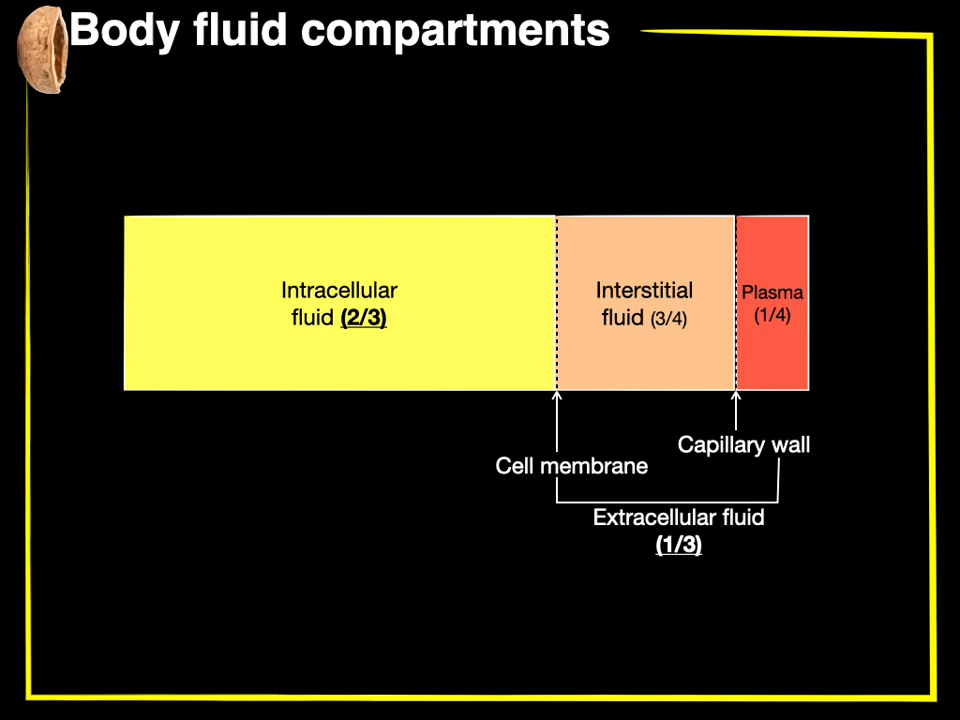 Body fluid compartments
Intracellular
fluid (2/3)
Interstitial
fluid (3/4)
Plasma
(1/4)
Capillary wall
Cell membrane
Extracellular fluid
(1/3)